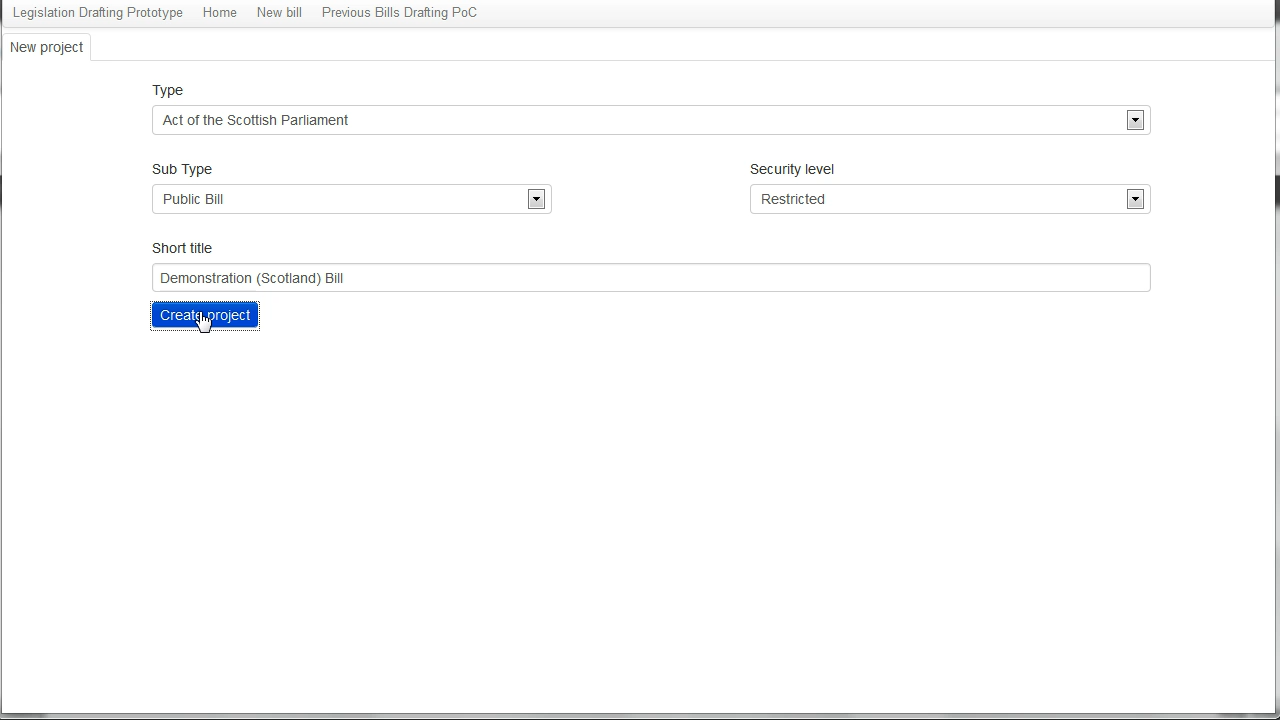 Legislation Drafting Prototype Home New bill Previous Bills Drafting PoC
New project
Type
Act of the Scottish Parliament
Sub Type Security level
Public Bill Restricted
Short title
Demonstration (Scotland) Bill
Create project